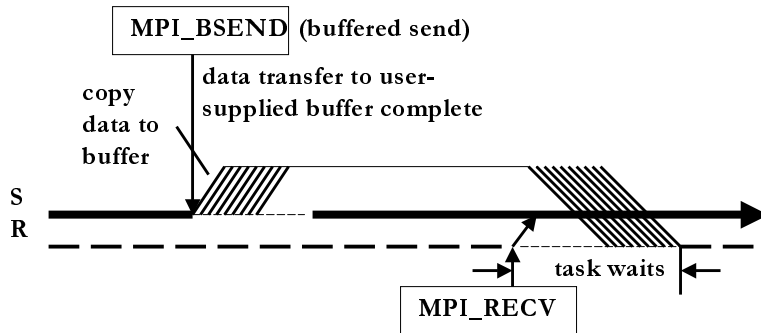 MPI_BSEND (buffered send)
data transfer to user-
supplied buffer complete
copy
data to
buffer
S
R
task waits
MPI_RECV